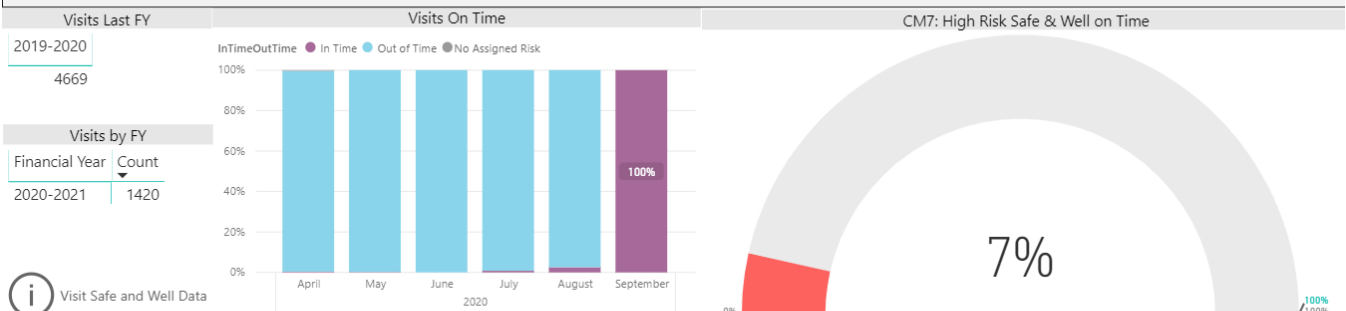 Visits Last FY
2019-2020
4669
Visits by FY
Financial Year Count
2020-2021 1420
Visit Safe and Well Data
Visits On Time
InTimeOutTime In Time Out of Time No Assigned Risk
100%
80%
60%
40%
20%
0%
100%
April May June July August September
2020
CM7: High Risk Safe & Well on Time
7%
0%
100%
100%